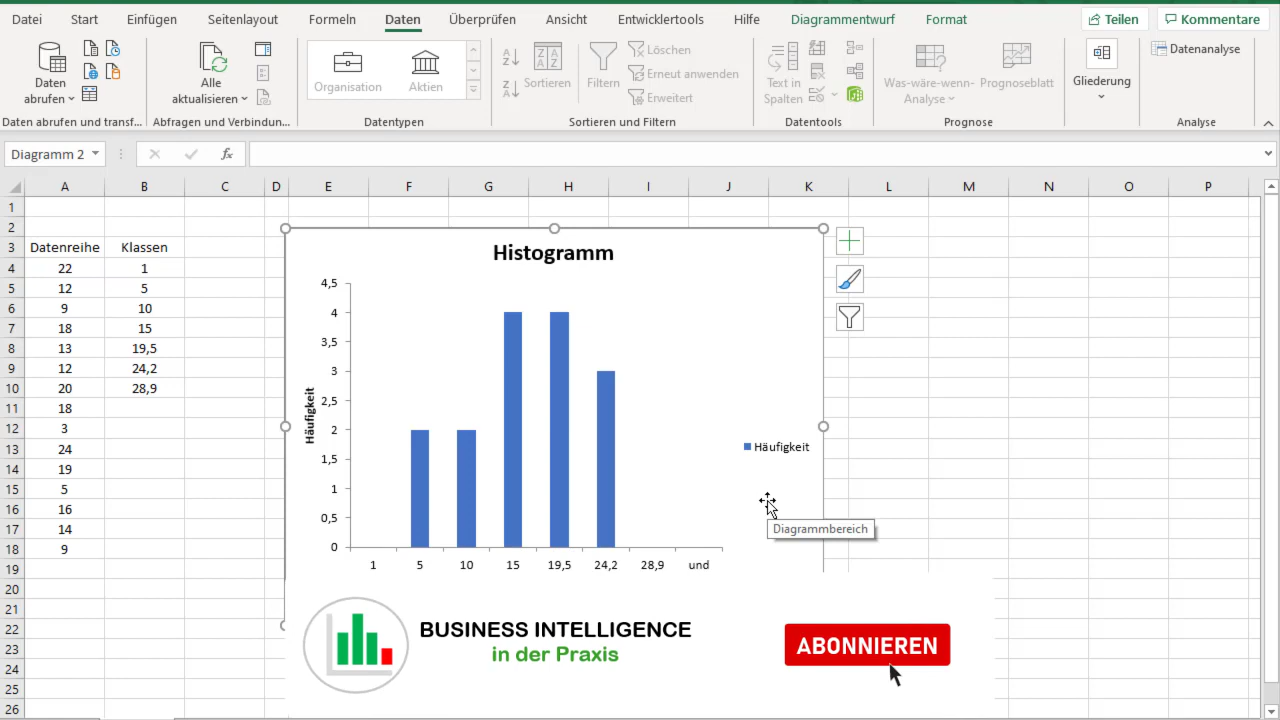 Datei Start Einfügen Seitenlayout Formeln Daten Überprüfen Ansicht Entwicklertools Hilfe Diagrammentwurf Format Teilen Kommentare
Daten abrufen
Alle aktualisieren
Organisation Aktien
Sortieren
Filtern
Löschen
Erneut anwenden
Erweitert
Text in Spalten
Was-wäre-wenn-Analyse
Prognoseblatt
Gliederung
Datenanalyse
Daten abrufen und transf... Abfragen und Verbindun... Datentypen Sortieren und Filtern Datentools Prognose Analyse
Diagramm 2 fx
A B C D E F G H I J K L M N O P
1
2
3 Datenreihe Klassen
4 22 1
5 12 5
6 9 10
7 18 15
8 13 19,5
9 12 24,2
10 20 28,9
11 18
12 3
13 24
14 19
15 5
16 16
17 14
18 9
19
20
21
22
23
24
25
26
Histogramm
4,5
4
3,5
3
2,5
2
1,5
1
0,5
0
Häufigkeit
1 5 10 15 19,5 24,2 28,9 und
Häufigkeit
Diagrammbereich
BUSINESS INTELLIGENCE
in der Praxis
ABONNIEREN